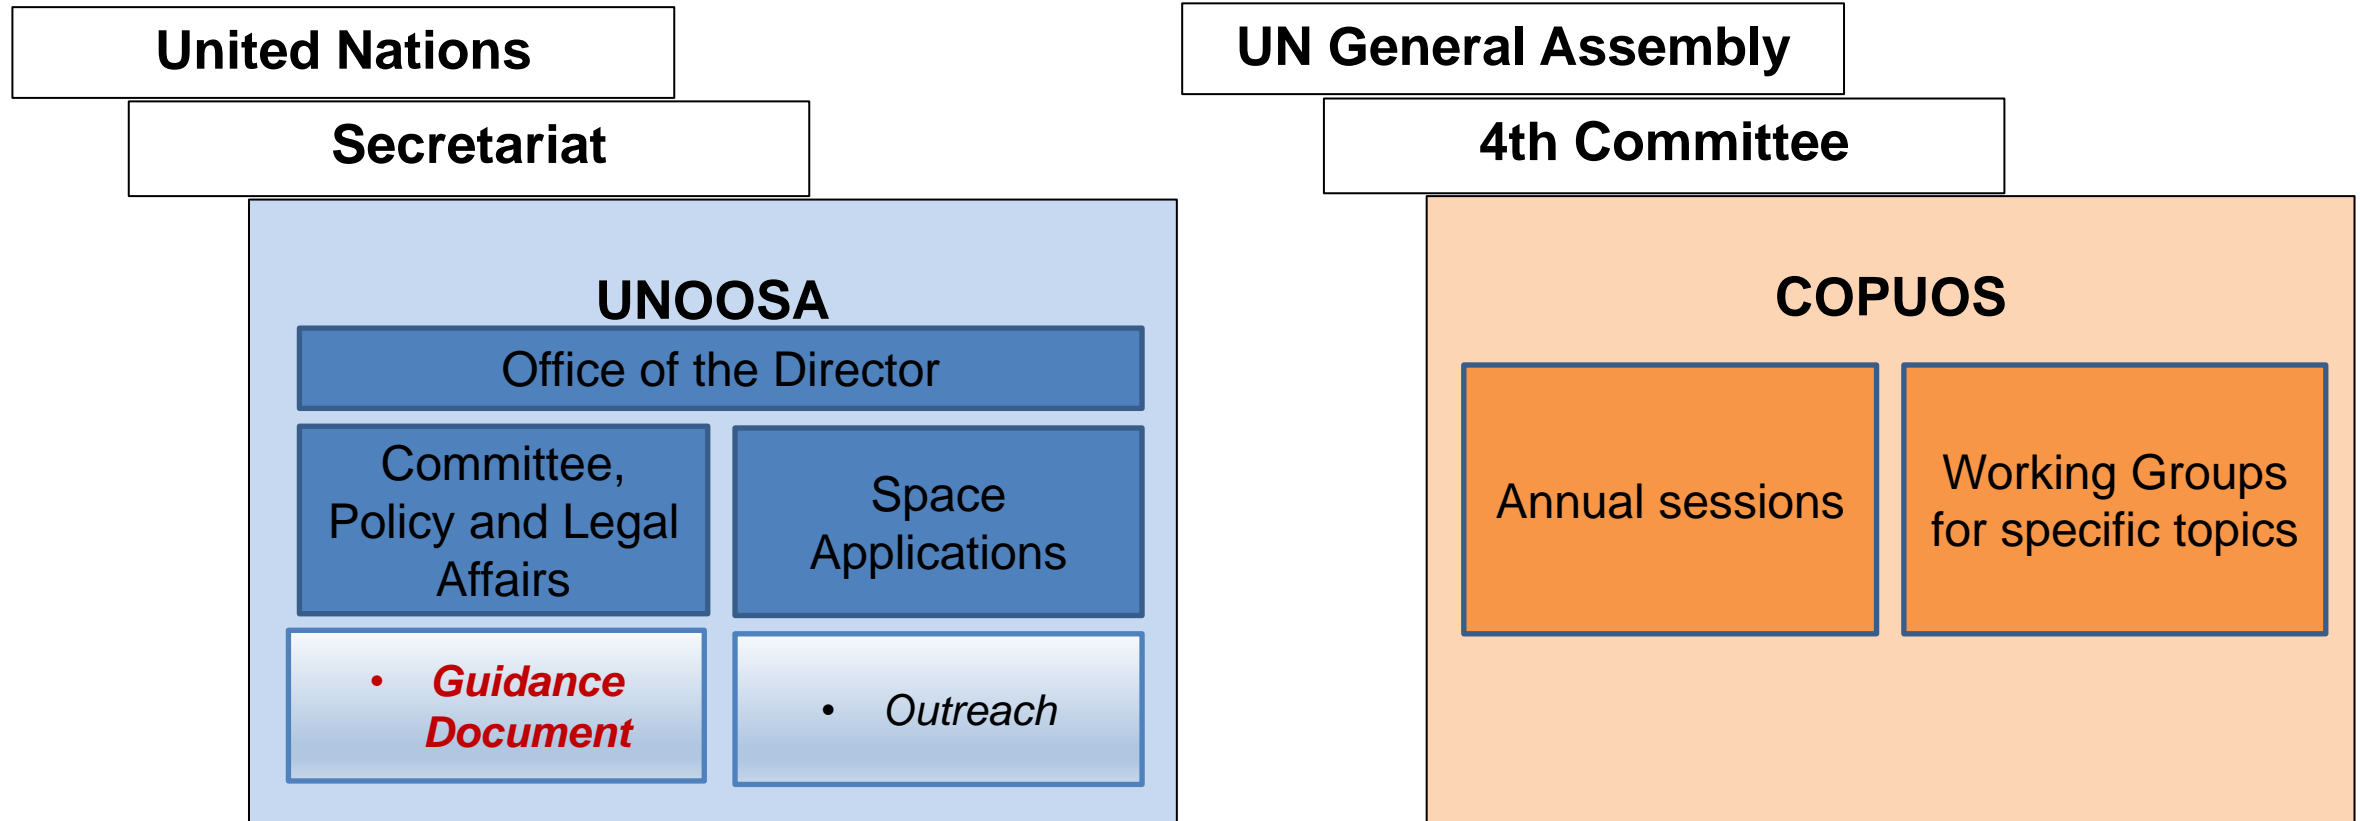 United Nations
Secretariat
UNOOSA
Office of the Director
Committee,
Policy and Legal
Affairs
Space
Applications
• Guidance
Document
• Outreach
UN General Assembly
4th Committee
COPUOS
Annual sessions
Working Groups
for specific topics